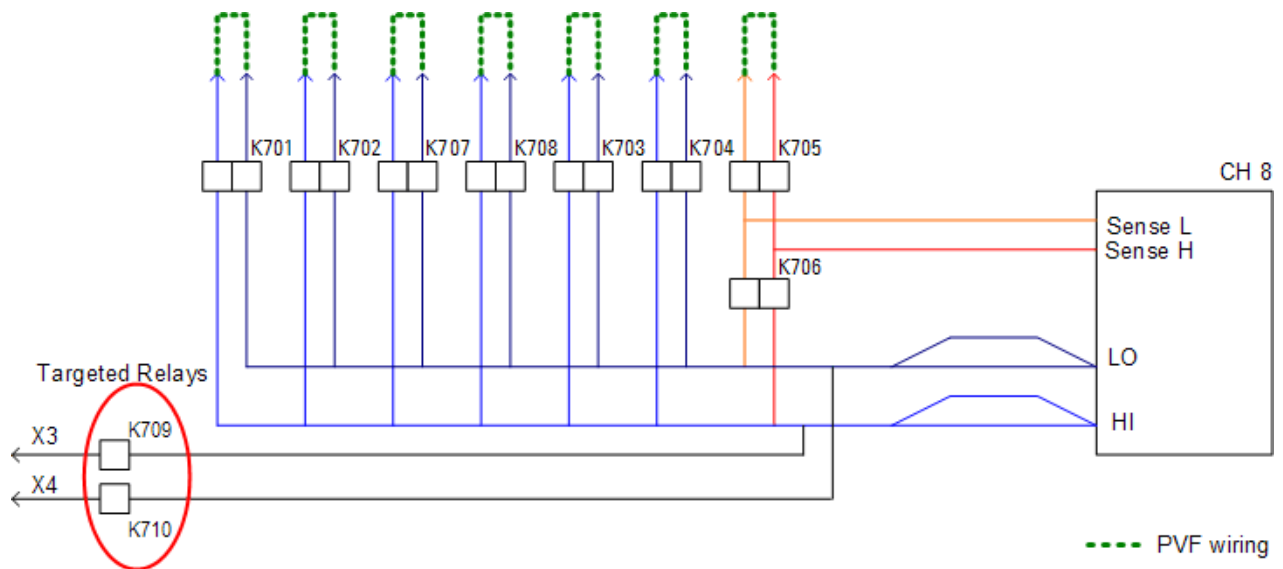 K701 K702 K707 K708 K703 K704 K705
CH 8
Sense L
Sense H
K706
LO
Targeted Relays
HI
K709
X3
X4
K710
PVF wiring